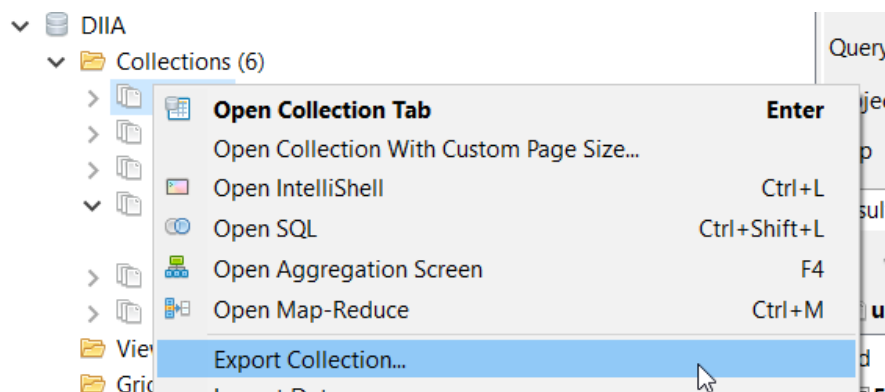 DIIA
Collections (6)
Query
Open Collection Tab Enter
Open Collection With Custom Page Size...
Open IntelliShell Ctrl+L
Open SQL Ctrl+Shift+L
Open Aggregation Screen F4
Open Map-Reduce Ctrl+M
Export Collection...